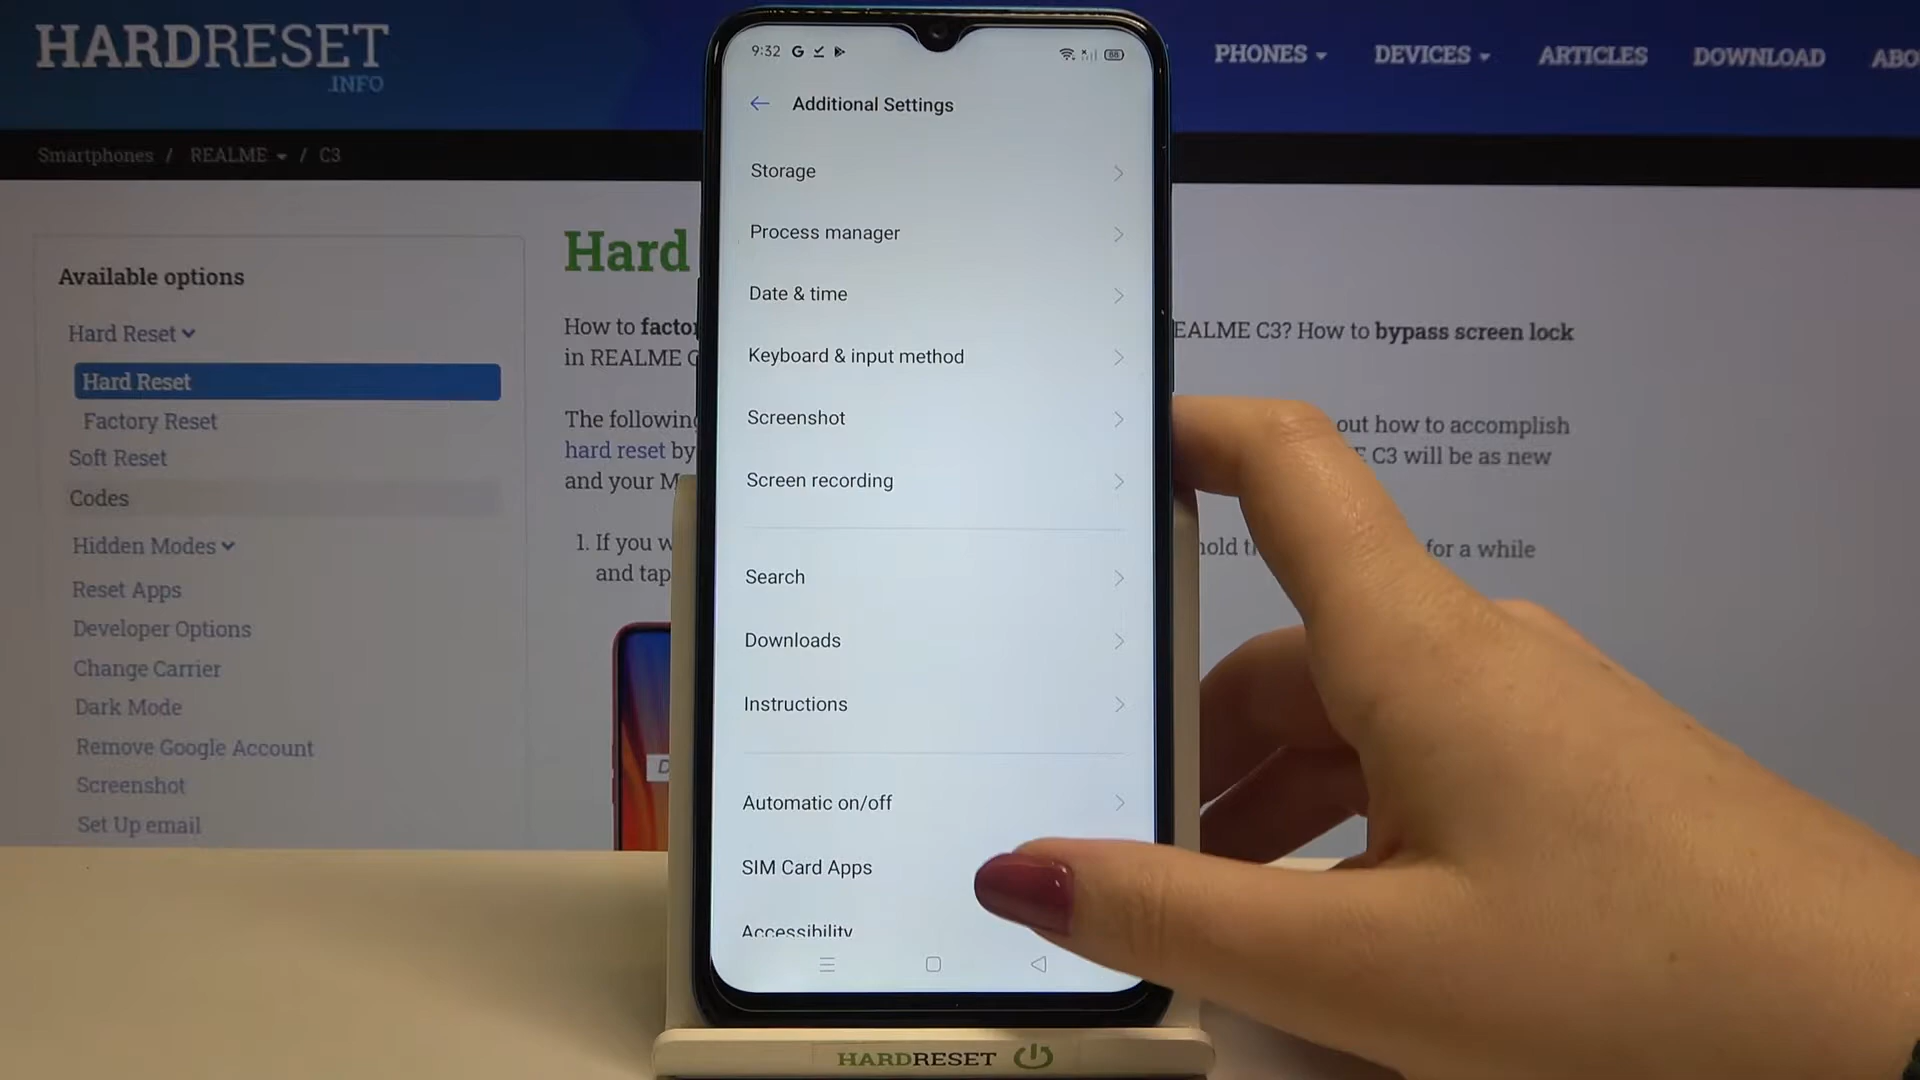 HARDRESET
.INFO
PHONES
DEVICES
ARTICLES
DOWNLOAD
Smartphones / REALME / C3
Available options
Hard Reset
Hard Reset
Factory Reset
Soft Reset
Codes
Hidden Modes
Reset Apps
Developer Options
Change Carrier
Dark Mode
Remove Google Account
Screenshot
Set Up email
Hard
How to
in REALME
The following
hard reset by
and your
1. If you
and tap
C3? How to bypass screen lock
out how to accomplish
C3 will be as new
for a while
9:32
88
Additional Settings
Storage
Process manager
Date & time
Keyboard & input method
Screenshot
Screen recording
Search
Downloads
Instructions
Automatic on/off
SIM Card Apps
Accessibility
HARDRESET